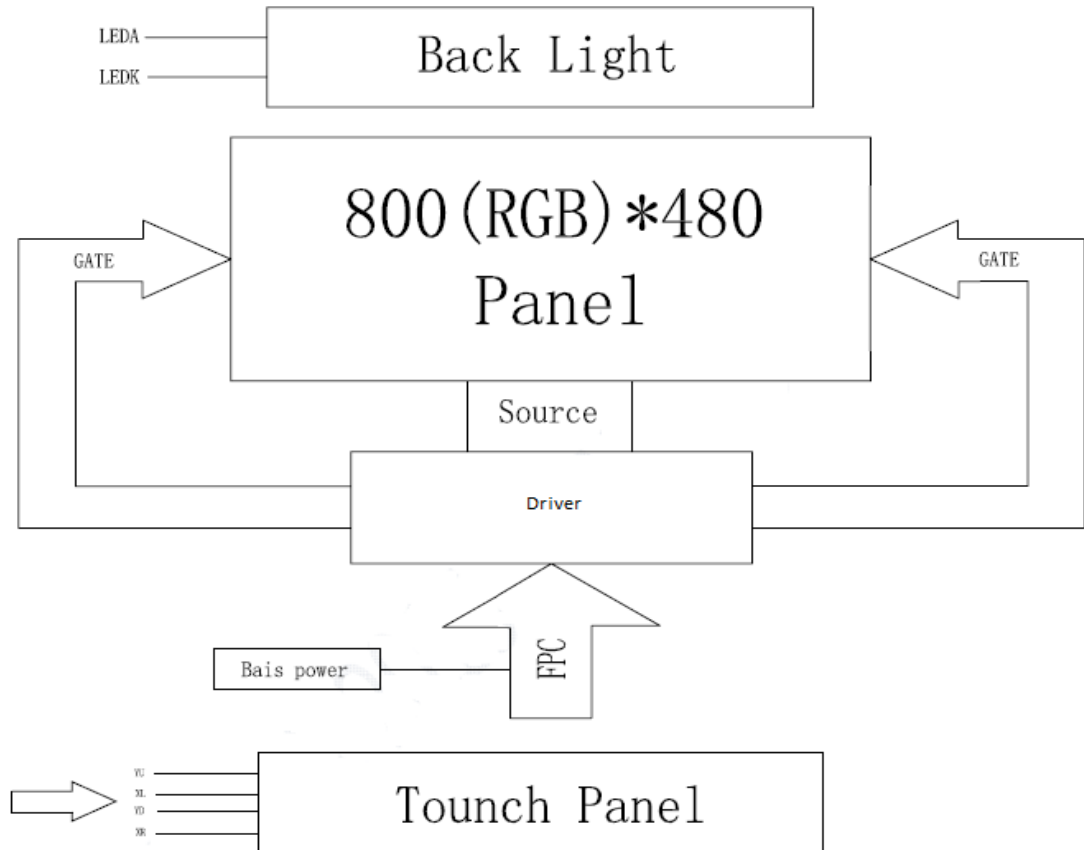 LEDA
LEDK
Back Light
800(RGB)*480
Panel
GATE
GATE
Source
Driver
FPC
Bais power
YU
XL
YD
XR
Tounch Panel